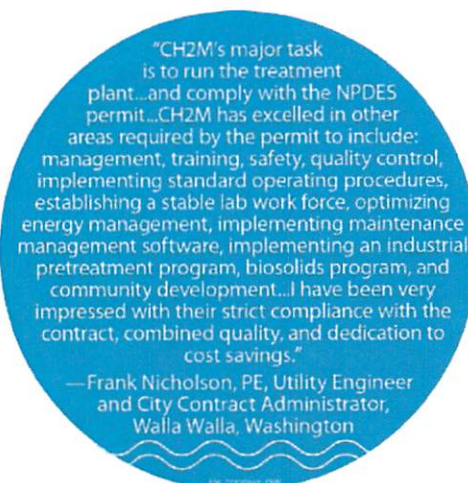 "CH2M's major task
is to run the treatment
plant...and comply with the NPDES
permit...CH2M has excelled in other
areas required by the permit to include:
management, training, safety, quality control,
implementing standard operating procedures,
establishing a stable lab work force, optimizing
energy management, implementing maintenance
management software, implementing an industrial
pretreatment program, biosolids program, and
community development...I have been very
impressed with their strict compliance with the
contract, combined quality, and dedication to
cost savings."
—Frank Nicholson, PE, Utility Engineer
and City Contract Administrator,
Walla Walla, Washington